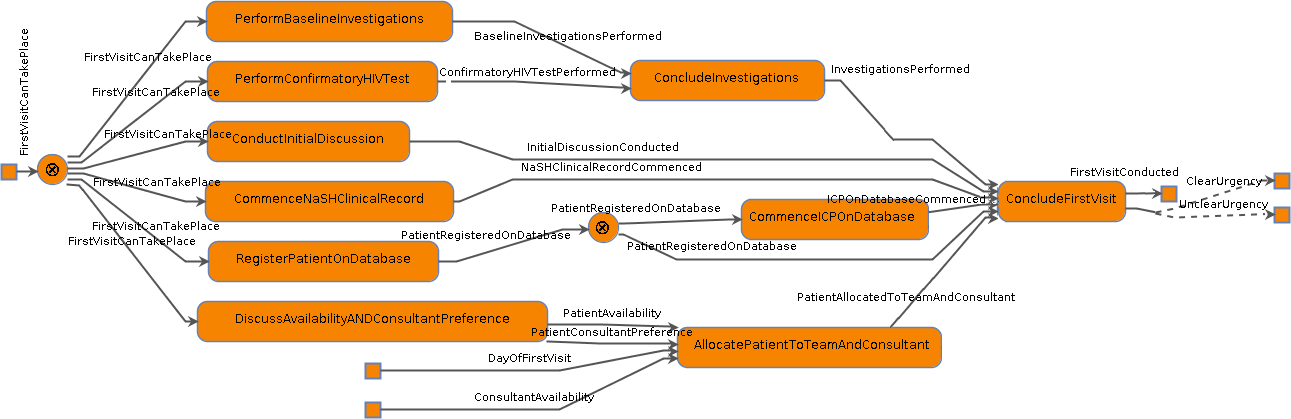 FirstVisitCanTakePlace
PerformBaselineInvestigations
FirstVisitCanTakePlace
BaselineInvestigationsPerformed
PerformConfirmatoryHIVTest
FirstVisitCanTakePlace
ConfirmatoryHIVTestPerformed
ConcludeInvestigations
InvestigationsPerformed
FirstVisitCanTakePlace
ConductInitialDiscussion
InitialDiscussionConducted
NaSHClinicalRecordCommenced
FirstVisitCanTakePlace
CommenceNaSHClinicalRecord
FirstVisitConducted
ClearUrgency
UnclearUrgency
ConcludeFirstVisit
ICPOnDatabaseCommenced
PatientRegisteredOnDatabase
CommenceICPOnDatabase
FirstVisitCanTakePlace
FirstVisitCanTakePlace
PatientRegisteredOnDatabase
PatientRegisteredOnDatabase
RegisterPatientOnDatabase
PatientAllocatedToTeamAndConsultant
DiscussAvailabilityANDConsultantPreference
PatientAvailability
PatientConsultantPreference
AllocatePatientToTeamAndConsultant
DayOfFirstVisit
ConsultantAvailability